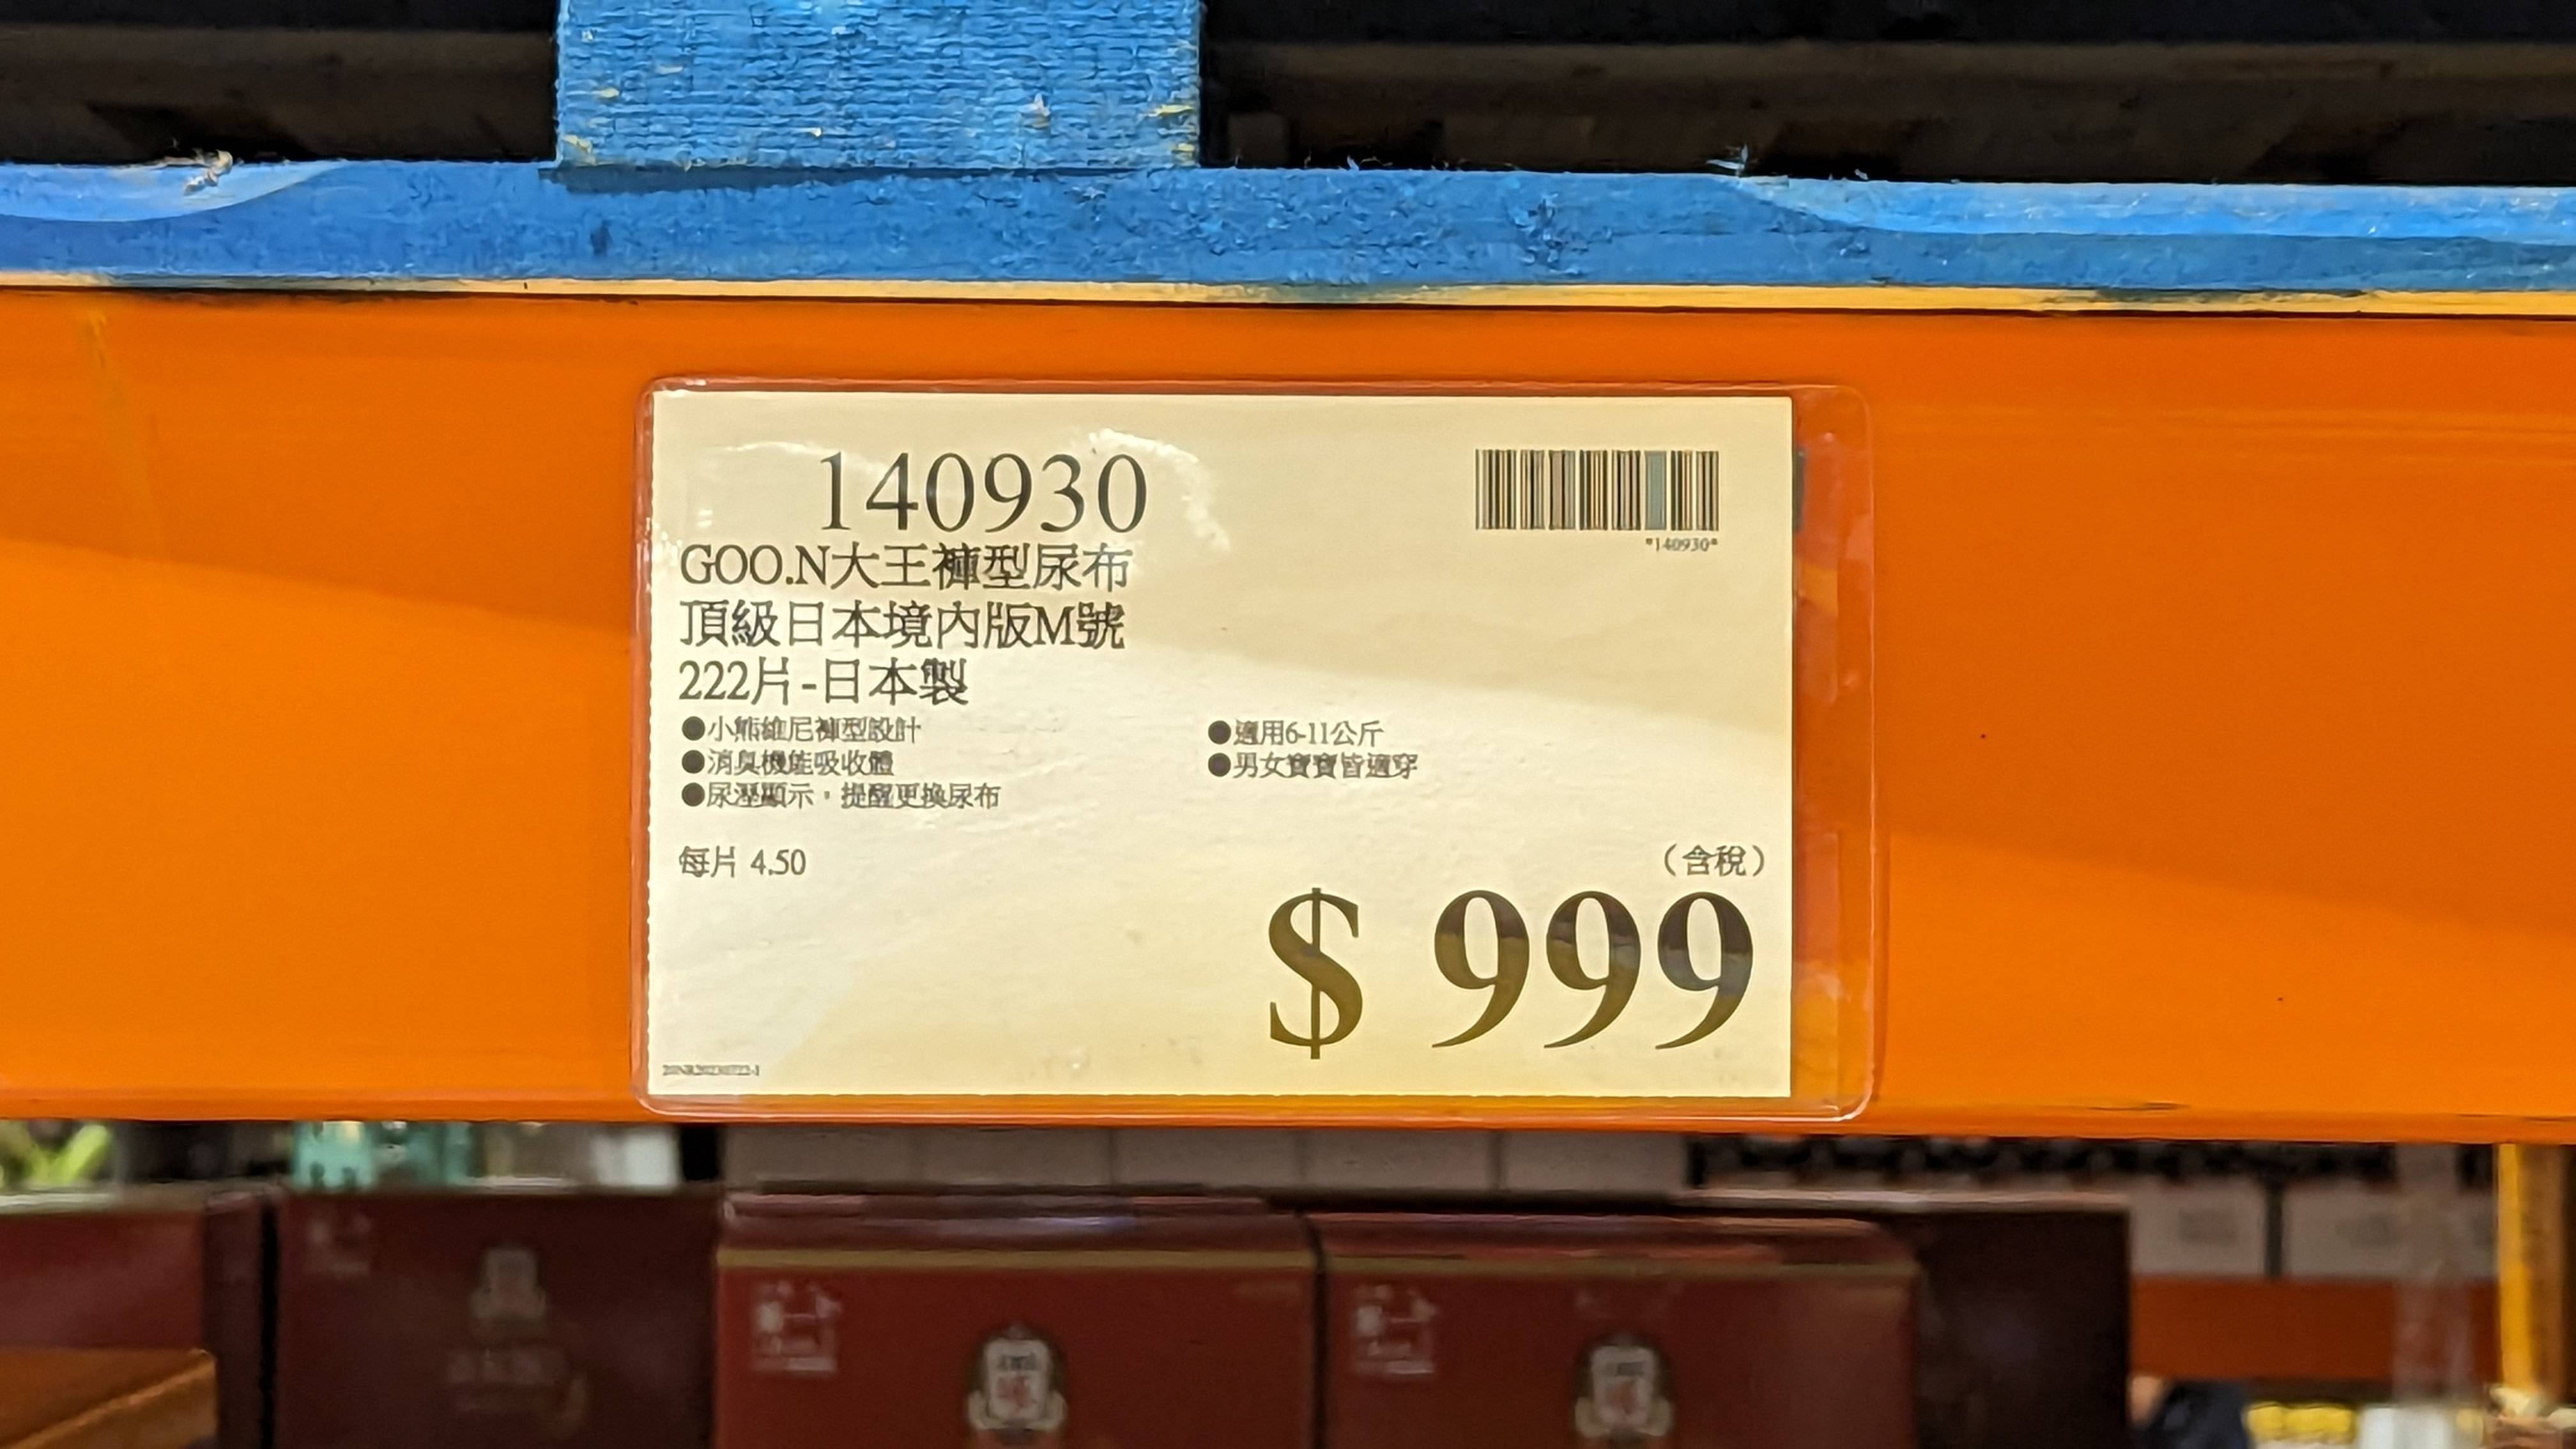 140930
*140930*
GOO.N大王褲型尿布
頂級日本境內版M號
222片-日本製
●小熊維尼褲型設計
●消臭機能吸收體
●尿溼顯示，提醒更換尿布
●適用6-11公斤
●男女寶寶皆適穿
每片 4.50
（含稅）
$ 999